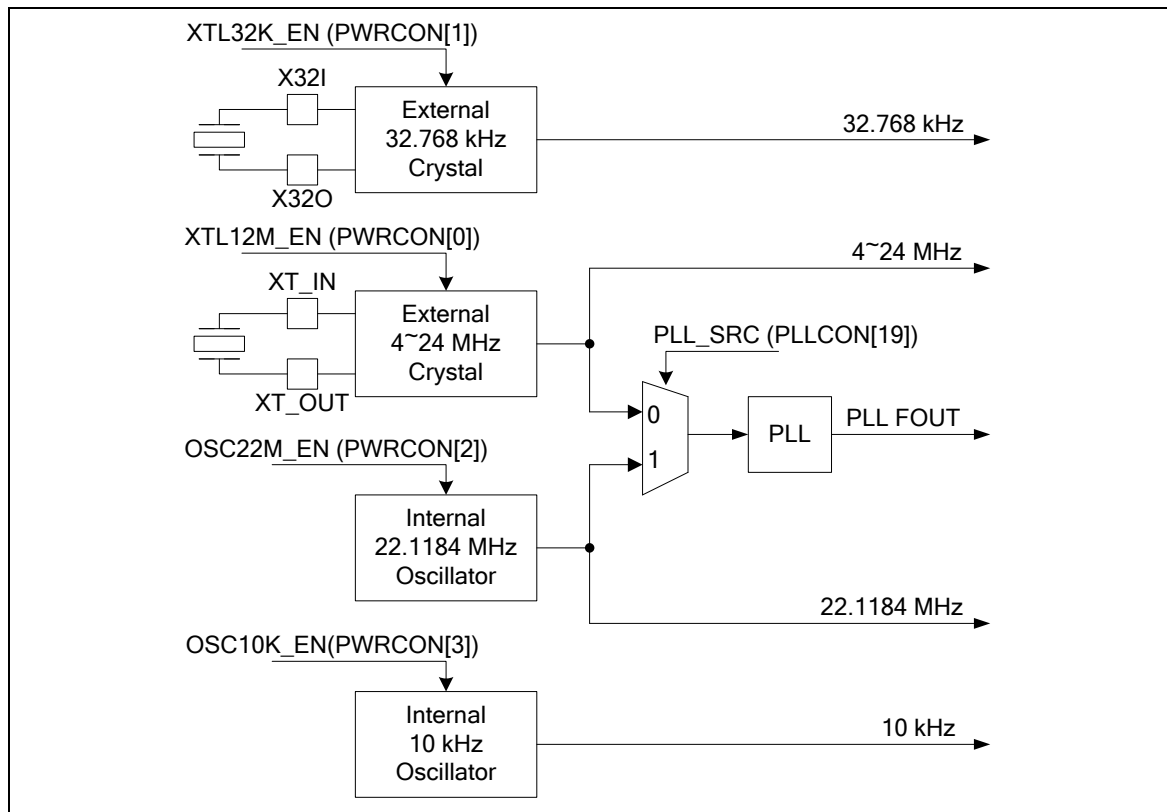 XTL32K_EN (PWRCON[1])
X32I
External
32.768 kHz
Crystal
X32O
32.768 kHz
XTL12M_EN (PWRCON[0])
XT_IN
External
4~24 MHz
Crystal
XT_OUT
4~24 MHz
PLL_SRC (PLLCON[19])
0
1
PLL
PLL FOUT
OSC22M_EN (PWRCON[2])
Internal
22.1184 MHz
Oscillator
22.1184 MHz
OSC10K_EN(PWRCON[3])
Internal
10 kHz
Oscillator
10 kHz